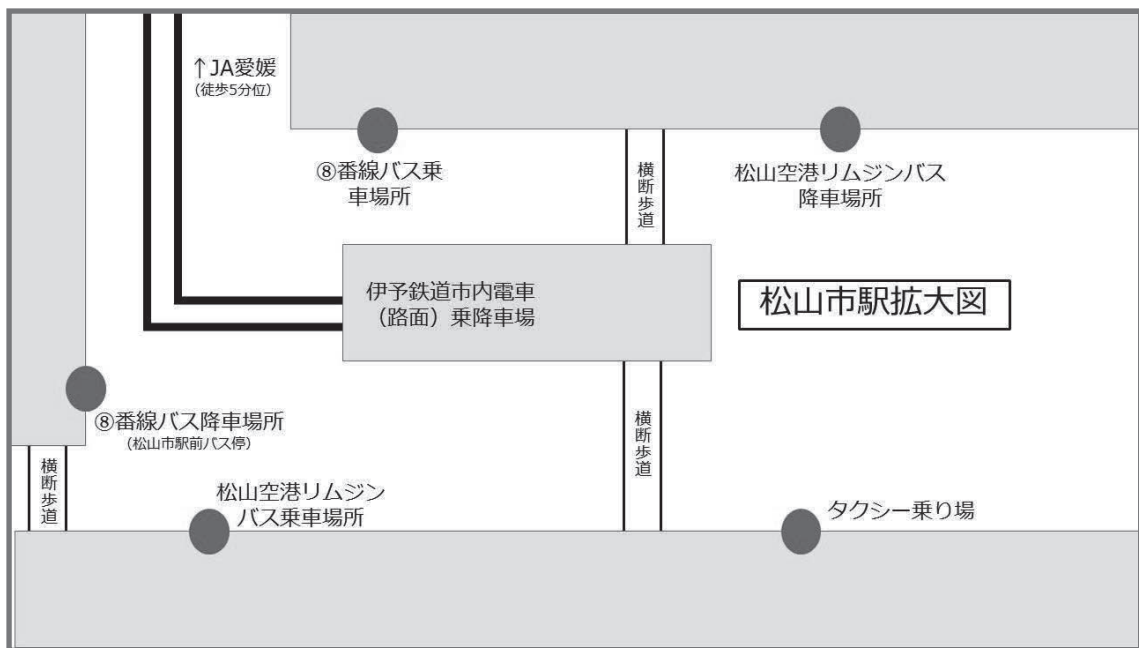 ↑JA愛媛
(徒歩5分位)
⑧番線バス乗
車場所
横断歩道
松山空港リムジンバス
降車場所
伊予鉄道市内電車
（路面）乗降車場
松山市駅拡大図
⑧番線バス降車場所
(松山市駅前バス停)
横断歩道
横断歩道
松山空港リムジン
バス乗車場所
タクシー乗り場